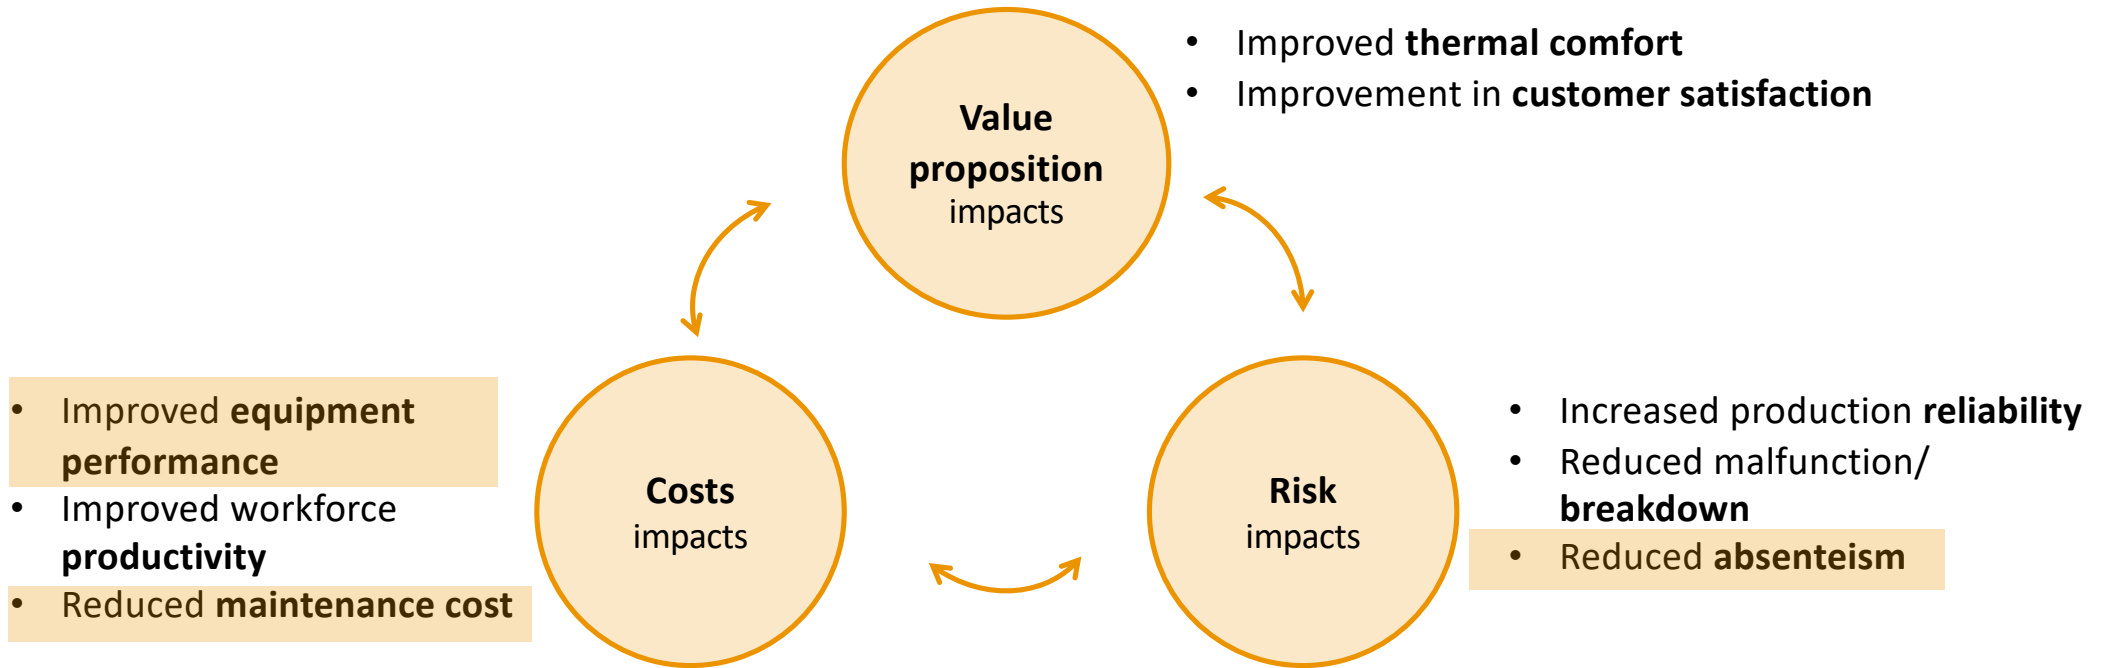 • Improved thermal comfort
• Improvement in customer satisfaction
Value
proposition
impacts
• Improved equipment
performance
• Improved workforce
productivity
• Reduced maintenance cost
Costs
impacts
Risk
impacts
• Increased production reliability
• Reduced malfunction/
breakdown
• Reduced absenteism